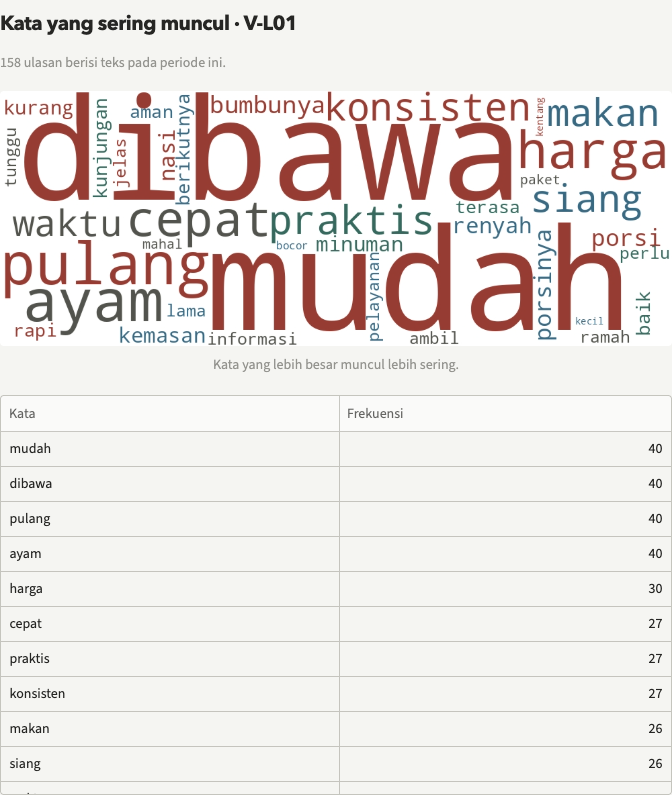 Kata yang sering muncul · V-L01
158 ulasan berisi teks pada periode ini.
kurang
tunggu
kunjungan
jelas
aman
nasi
berikutnya
bumbunya
konsisten
kentang
makan
dibawa
harga
paket
siang
waktu
cepat
praktis
terasa
renyah
mahal
bocor
minuman
porsi
perlu
pulang
mudah
ayam
lama
pelayanan
porsinya
kecil
baik
rapi
kemasan
informasi
ambil
ramah
Kata yang lebih besar muncul lebih sering.
Kata Frekuensi
mudah 40
dibawa 40
pulang 40
ayam 40
harga 30
cepat 27
praktis 27
konsisten 27
makan 26
siang 26